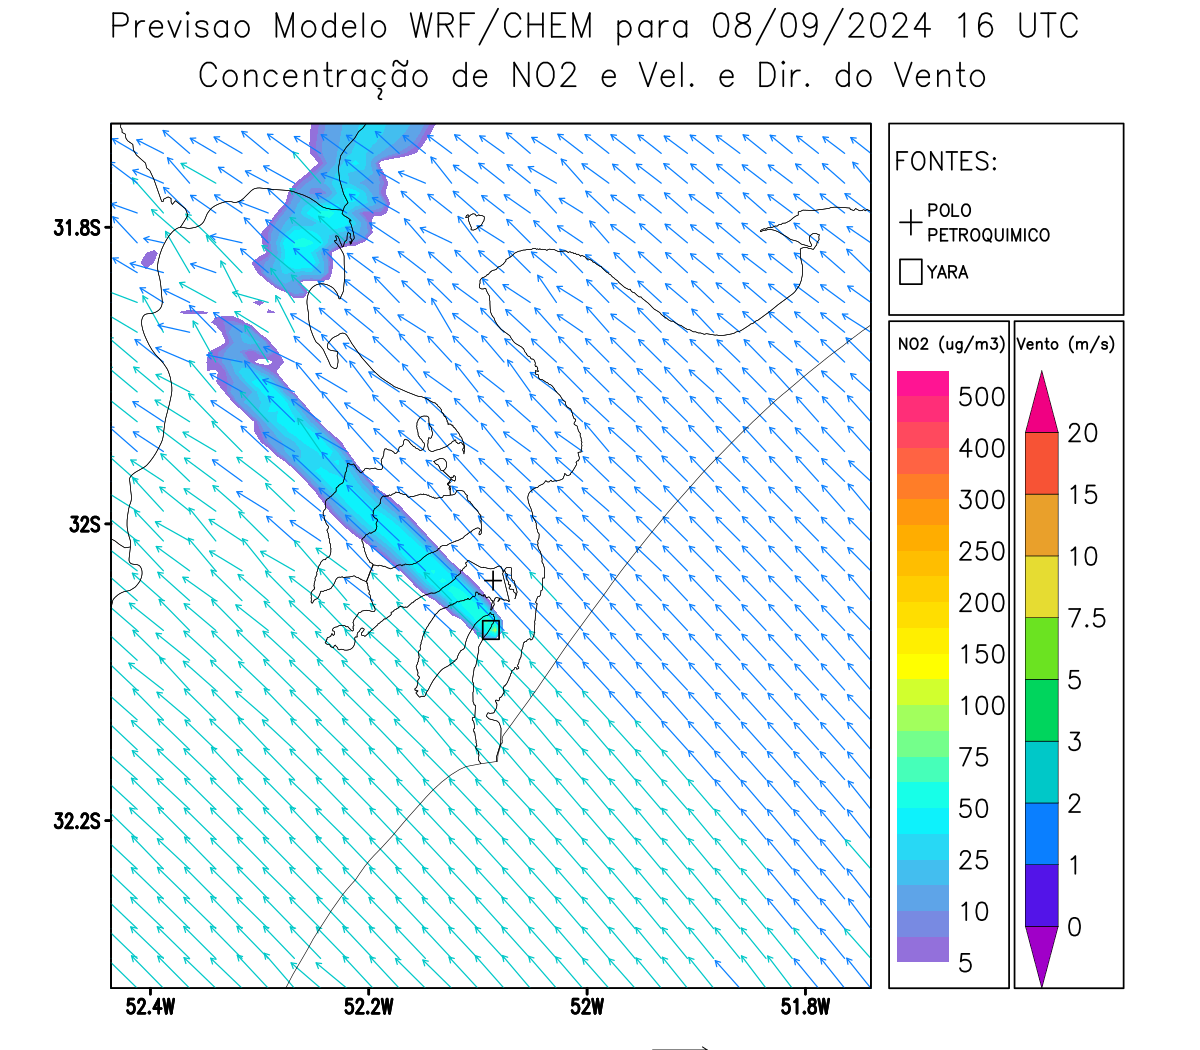 Previsao Modelo WRF/CHEM para 08/09/2024 16 UTC
Concentração de NO2 e Vel. e Dir. do Vento
FONTES:
POLO
PETROQUIMICO
YARA
NO2 (ug/m3)
500
400
300
250
200
150
100
75
50
25
10
5
Vento (m/s)
20
15
10
7.5
5
3
2
1
0
31.8S
32S
32.2S
52.4W
52.2W
52W
51.8W